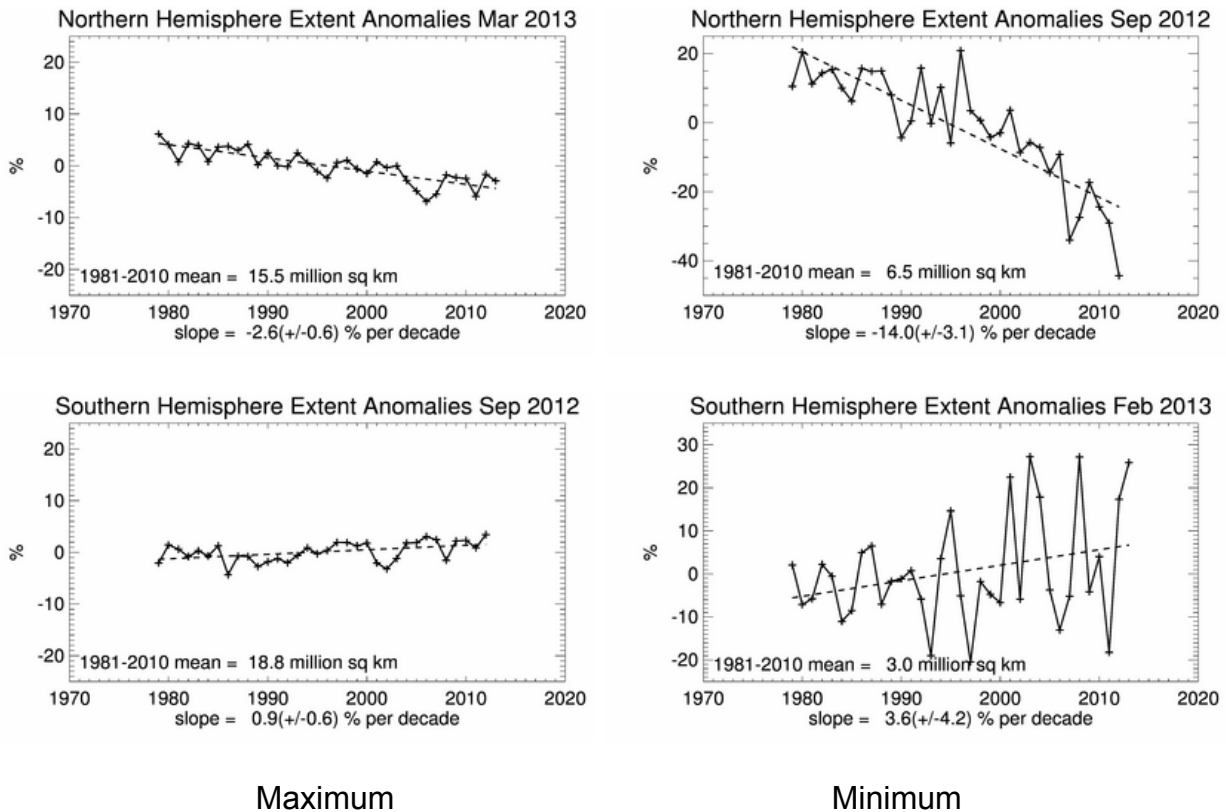 Northern Hemisphere Extent Anomalies Mar 2013
20
10
0
-10
-20
%
1981-2010 mean = 15.5 million sq km
1970 1980 1990 2000 2010 2020
slope = -2.6(+/-0.6) % per decade
Northern Hemisphere Extent Anomalies Sep 2012
20
0
-20
-40
%
1981-2010 mean = 6.5 million sq km
1970 1980 1990 2000 2010 2020
slope = -14.0(+/-3.1) % per decade
Southern Hemisphere Extent Anomalies Sep 2012
20
10
0
-10
-20
%
1981-2010 mean = 18.8 million sq km
1970 1980 1990 2000 2010 2020
slope = 0.9(+/-0.6) % per decade
Southern Hemisphere Extent Anomalies Feb 2013
30
20
10
0
-10
-20
%
1981-2010 mean = 3.0 million sq km
1970 1980 1990 2000 2010 2020
slope = 3.6(+/-4.2) % per decade
Maximum
Minimum